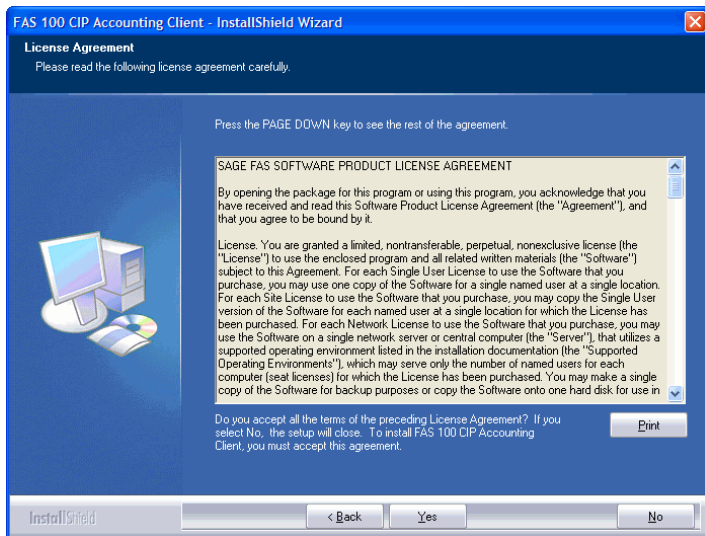 FAS 100 CIP Accounting Client - InstallShield Wizard
License Agreement
Please read the following license agreement carefully.
Press the PAGE DOWN key to see the rest of the agreement.
SAGE FAS SOFTWARE PRODUCT LICENSE AGREEMENT
By opening the package for this program or using this program, you acknowledge that you
have received and read this Software Product License Agreement (the "Agreement"), and
that you agree to be bound by it.
License. You are granted a limited, nontransferable, perpetual, nonexclusive license (the
"License") to use the enclosed program and all related written materials (the "Software")
subject to this Agreement. For each Single User License to use the Software that you
purchase, you may use one copy of the Software for a single named user at a single location.
For each Site License to use the Software that you purchase, you may copy the Single User
version of the Software for each named user at a single location for which the License has
been purchased. For each Network License to use the Software that you purchase, you may
use the Software on a single network server or central computer (the "Server"), that utilizes a
supported operating environment listed in the installation documentation (the "Supported
Operating Environments"), which may serve only the number of named users for each
computer (seat licenses) for which the License has been purchased. You may make a single
copy of the Software for backup purposes or copy the Software onto one hard disk for use in
Do you accept all the terms of the preceding License Agreement? If you
select No, the setup will close. To install FAS 100 CIP Accounting
Client, you must accept this agreement.
Print
InstallShield
< Back
Yes
No